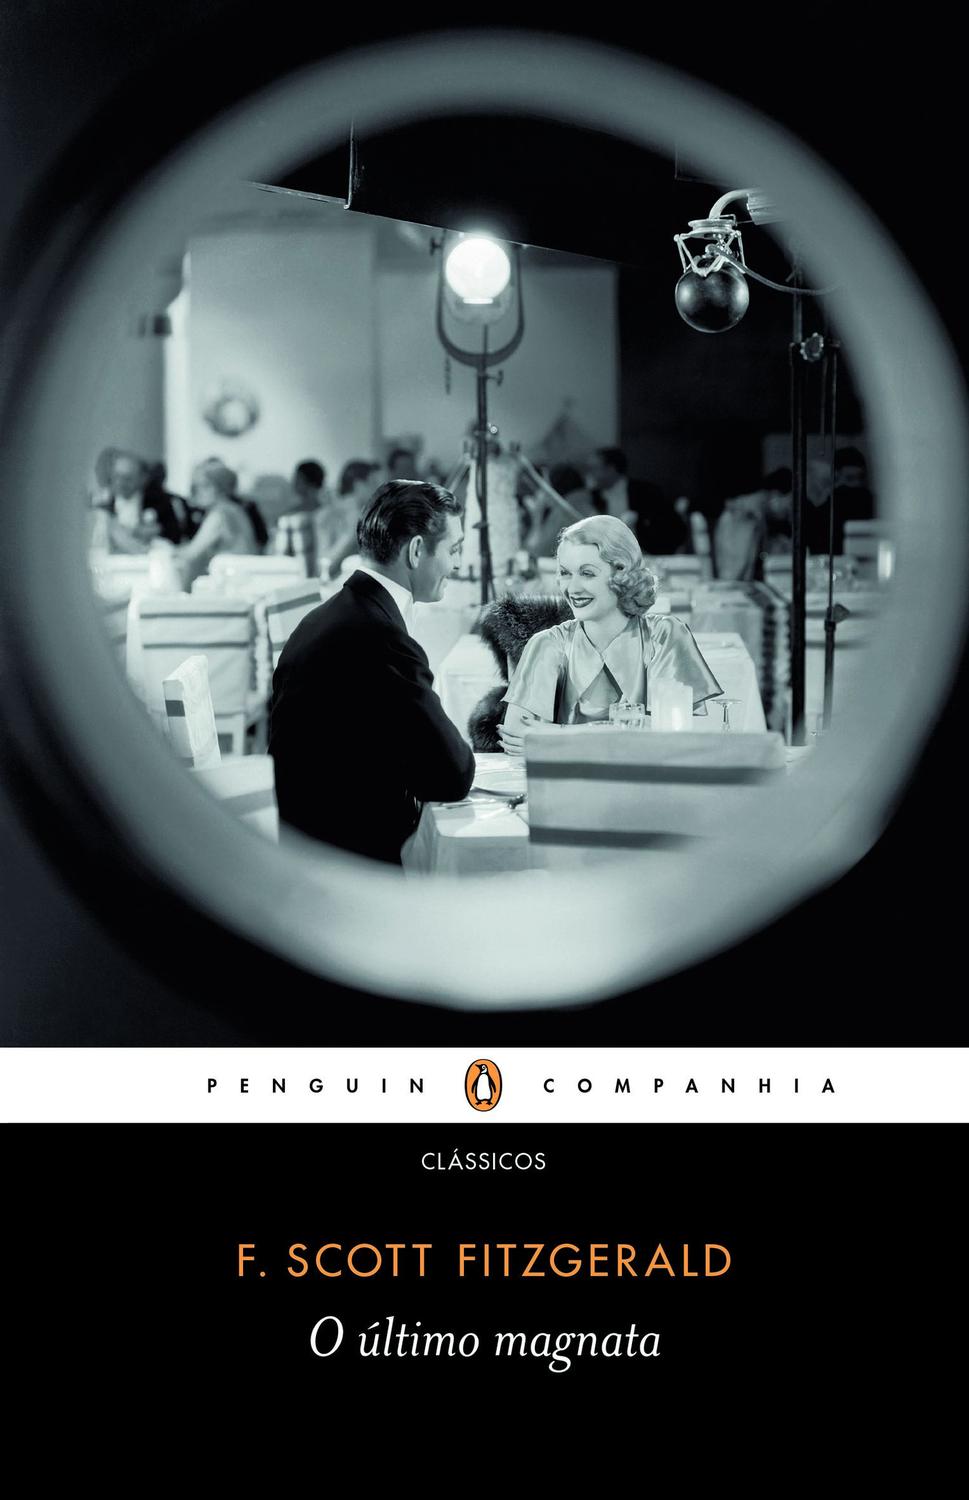 PENGUIN COMPANHIA
CLÁSSICOS
F. SCOTT FITZGERALD
O último magnata